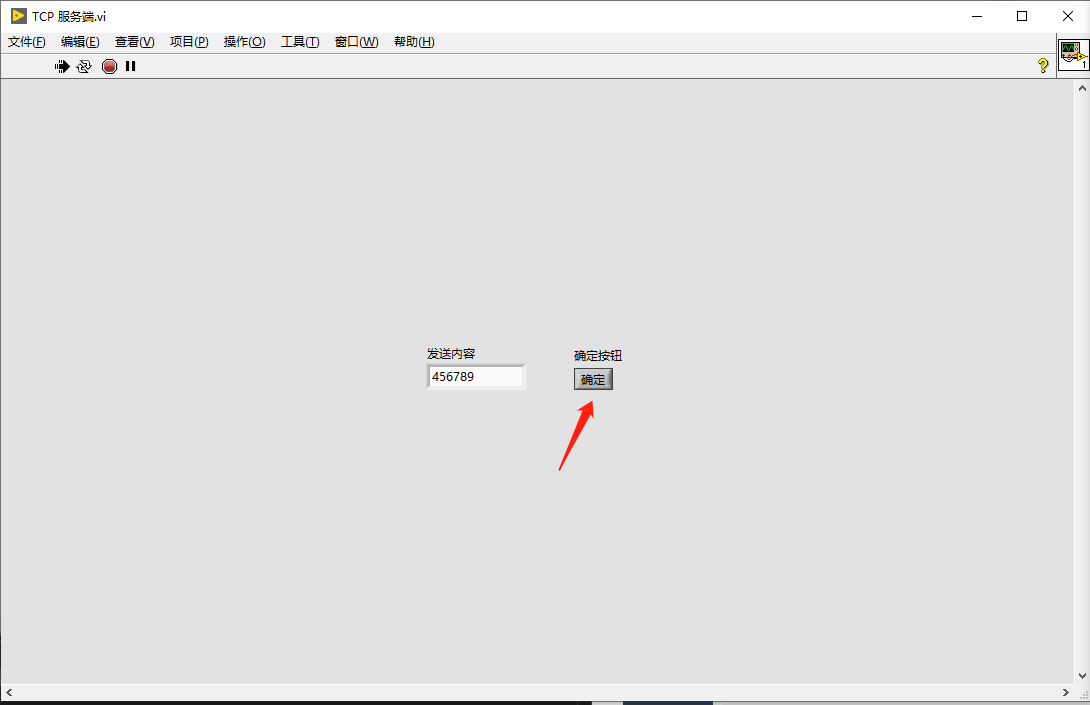 TCP 服务端.vi
文件(F) 编辑(E) 查看(V) 项目(P) 操作(O) 工具(T) 窗口(W) 帮助(H)
?
1
发送内容 确定按钮
456789 确定